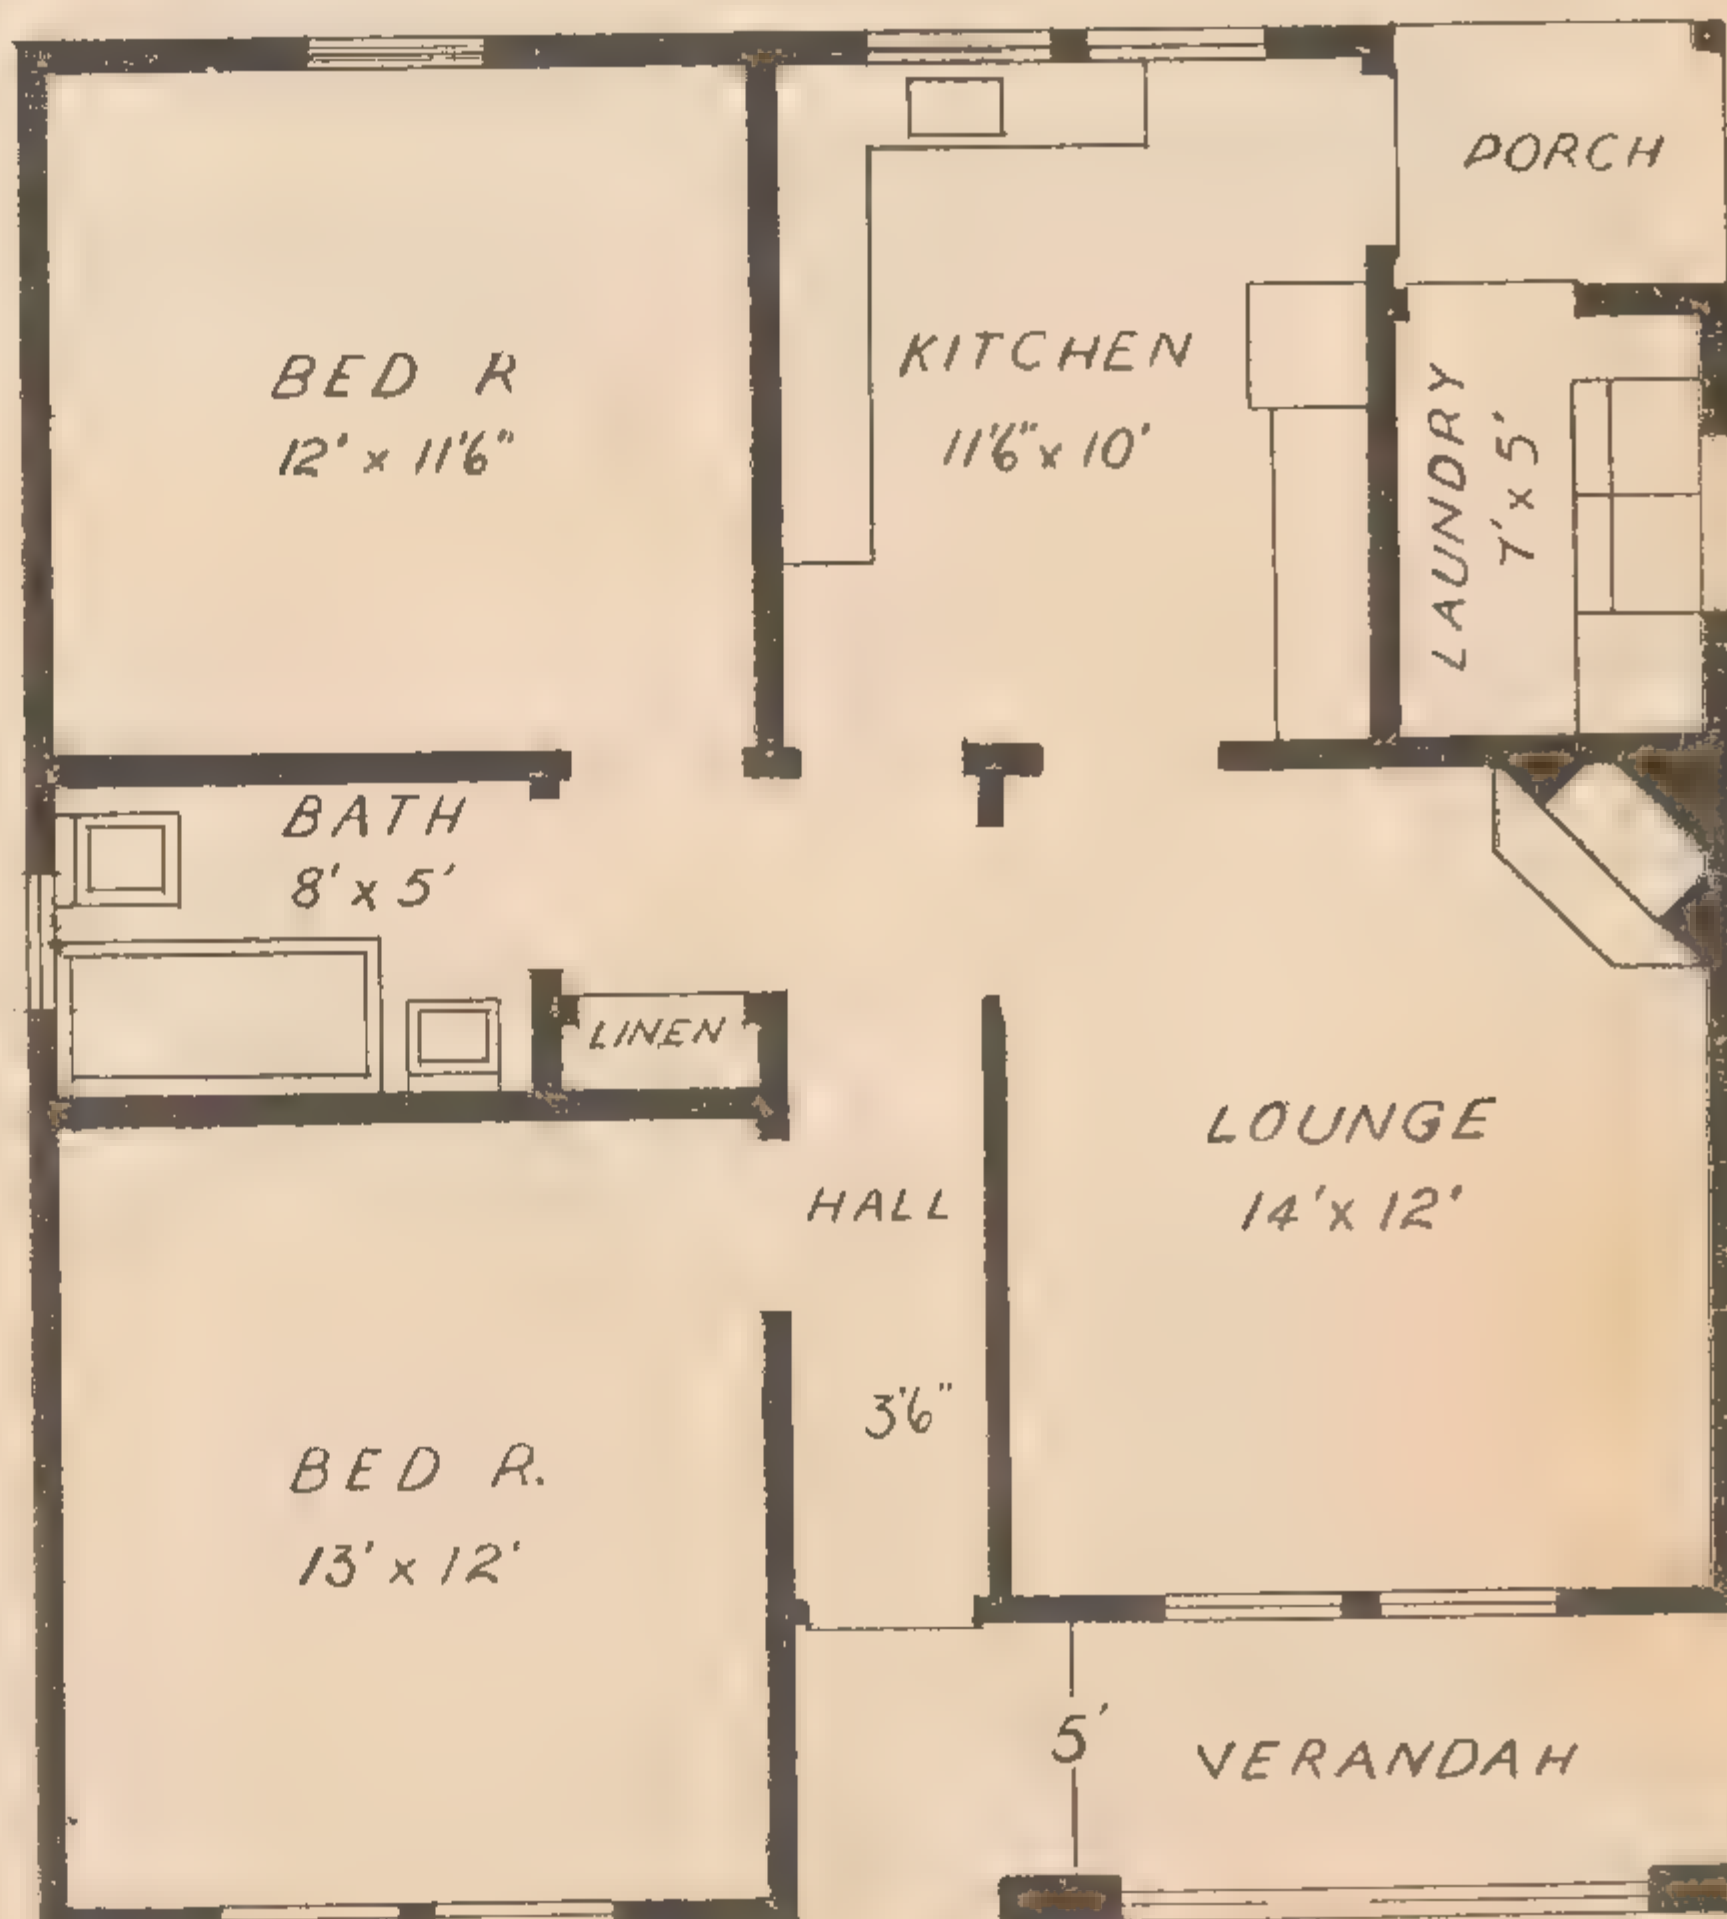 PORCH
BED R
12' x 11'6"
KITCHEN
11'6" x 10'
LAUNDRY
7' x 5'
BATH
8' x 5'
LINEN
HALL
3'6"
LOUNGE
14' x 12'
BED R.
13' x 12'
5'
VERANDAH